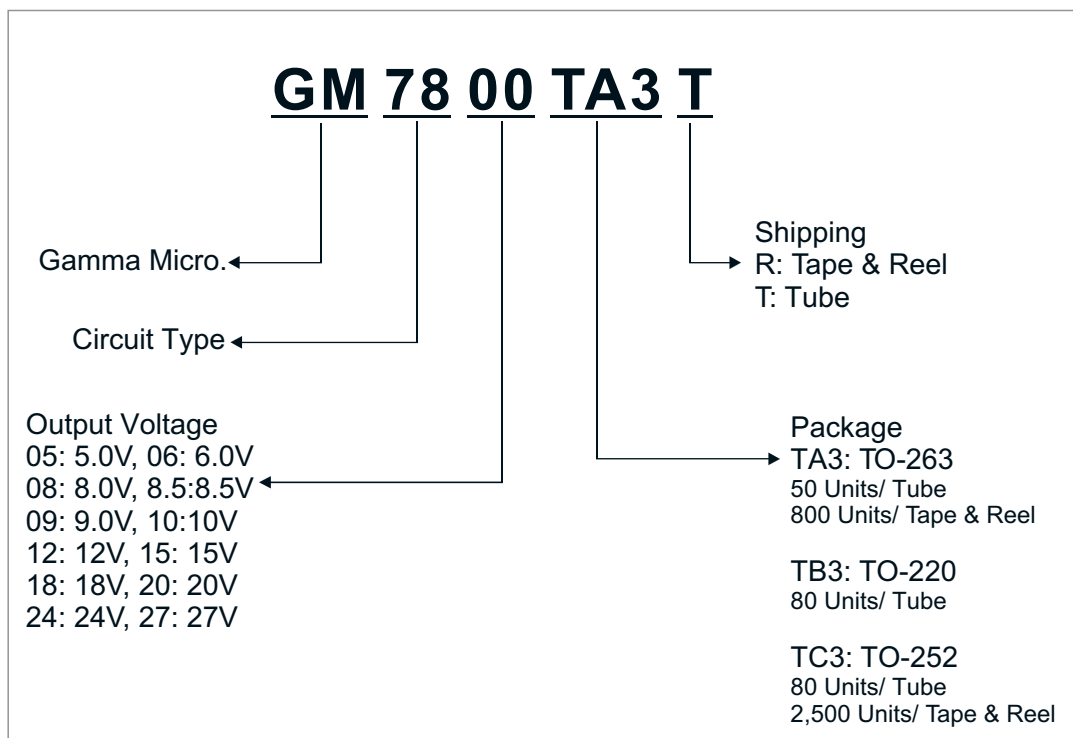 GM 78 00 TA3 T
Gamma Micro.
Circuit Type
Output Voltage
05: 5.0V, 06: 6.0V
08: 8.0V, 8.5:8.5V
09: 9.0V, 10:10V
12: 12V, 15: 15V
18: 18V, 20: 20V
24: 24V, 27: 27V
Shipping
R: Tape & Reel
T: Tube
Package
TA3: TO-263
50 Units/ Tube
800 Units/ Tape & Reel
TB3: TO-220
80 Units/ Tube
TC3: TO-252
80 Units/ Tube
2,500 Units/ Tape & Reel